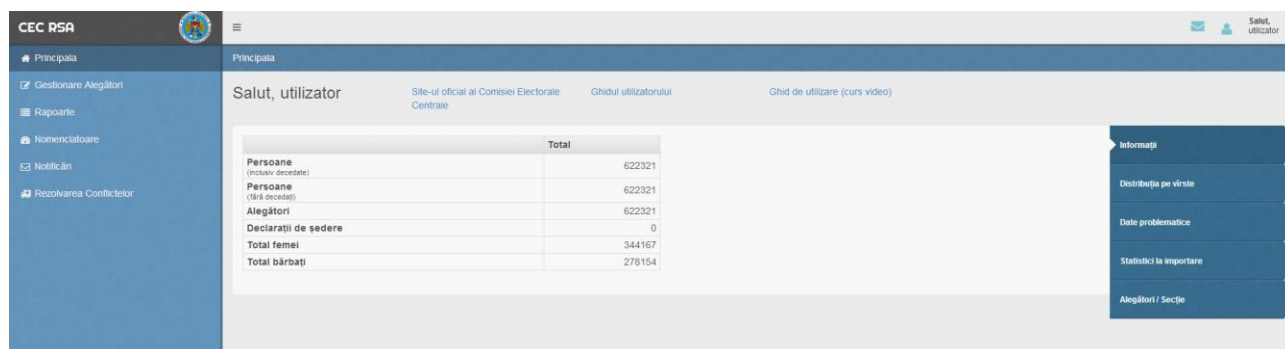 CEC RSA
Salut,
utilizator
Principala
Gestionare Alegători
Rapoarte
Nomenclatoare
Notificări
Rezolvarea Conflictelor
Principala
Salut, utilizator
Site-ul oficial al Comisiei Electorale
Centrale
Ghidul utilizatorului
Ghid de utilizare (curs video)
Total
Persoane 622321
(inclusiv decedate)
Persoane 622321
(fără decedați)
Alegători 622321
Declarații de ședere 0
Total femei 344167
Total bărbați 278154
Informații
Distribuția pe vîrste
Date problematice
Statistici la importare
Alegători / Secție